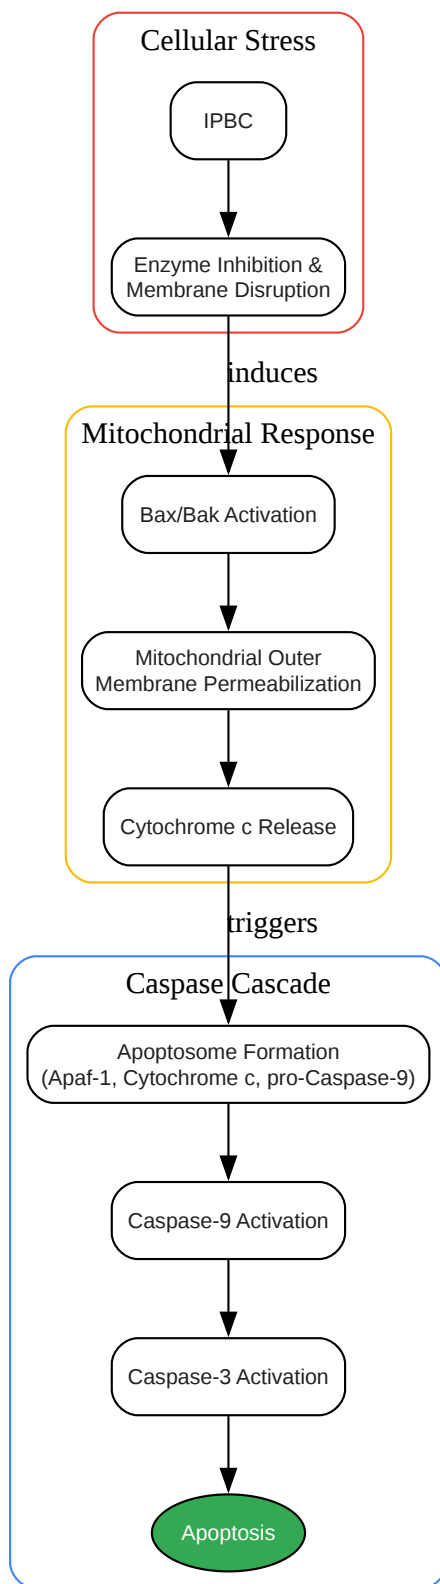 Cellular Stress
IPBC
Enzyme Inhibition &
Membrane Disruption
induces
Mitochondrial Response
Bax/Bak Activation
Mitochondrial Outer
Membrane Permeabilization
Cytochrome c Release
triggers
Caspase Cascade
Apoptosome Formation
(Apaf-1, Cytochrome c, pro-Caspase-9)
Caspase-9 Activation
Caspase-3 Activation
Apoptosis